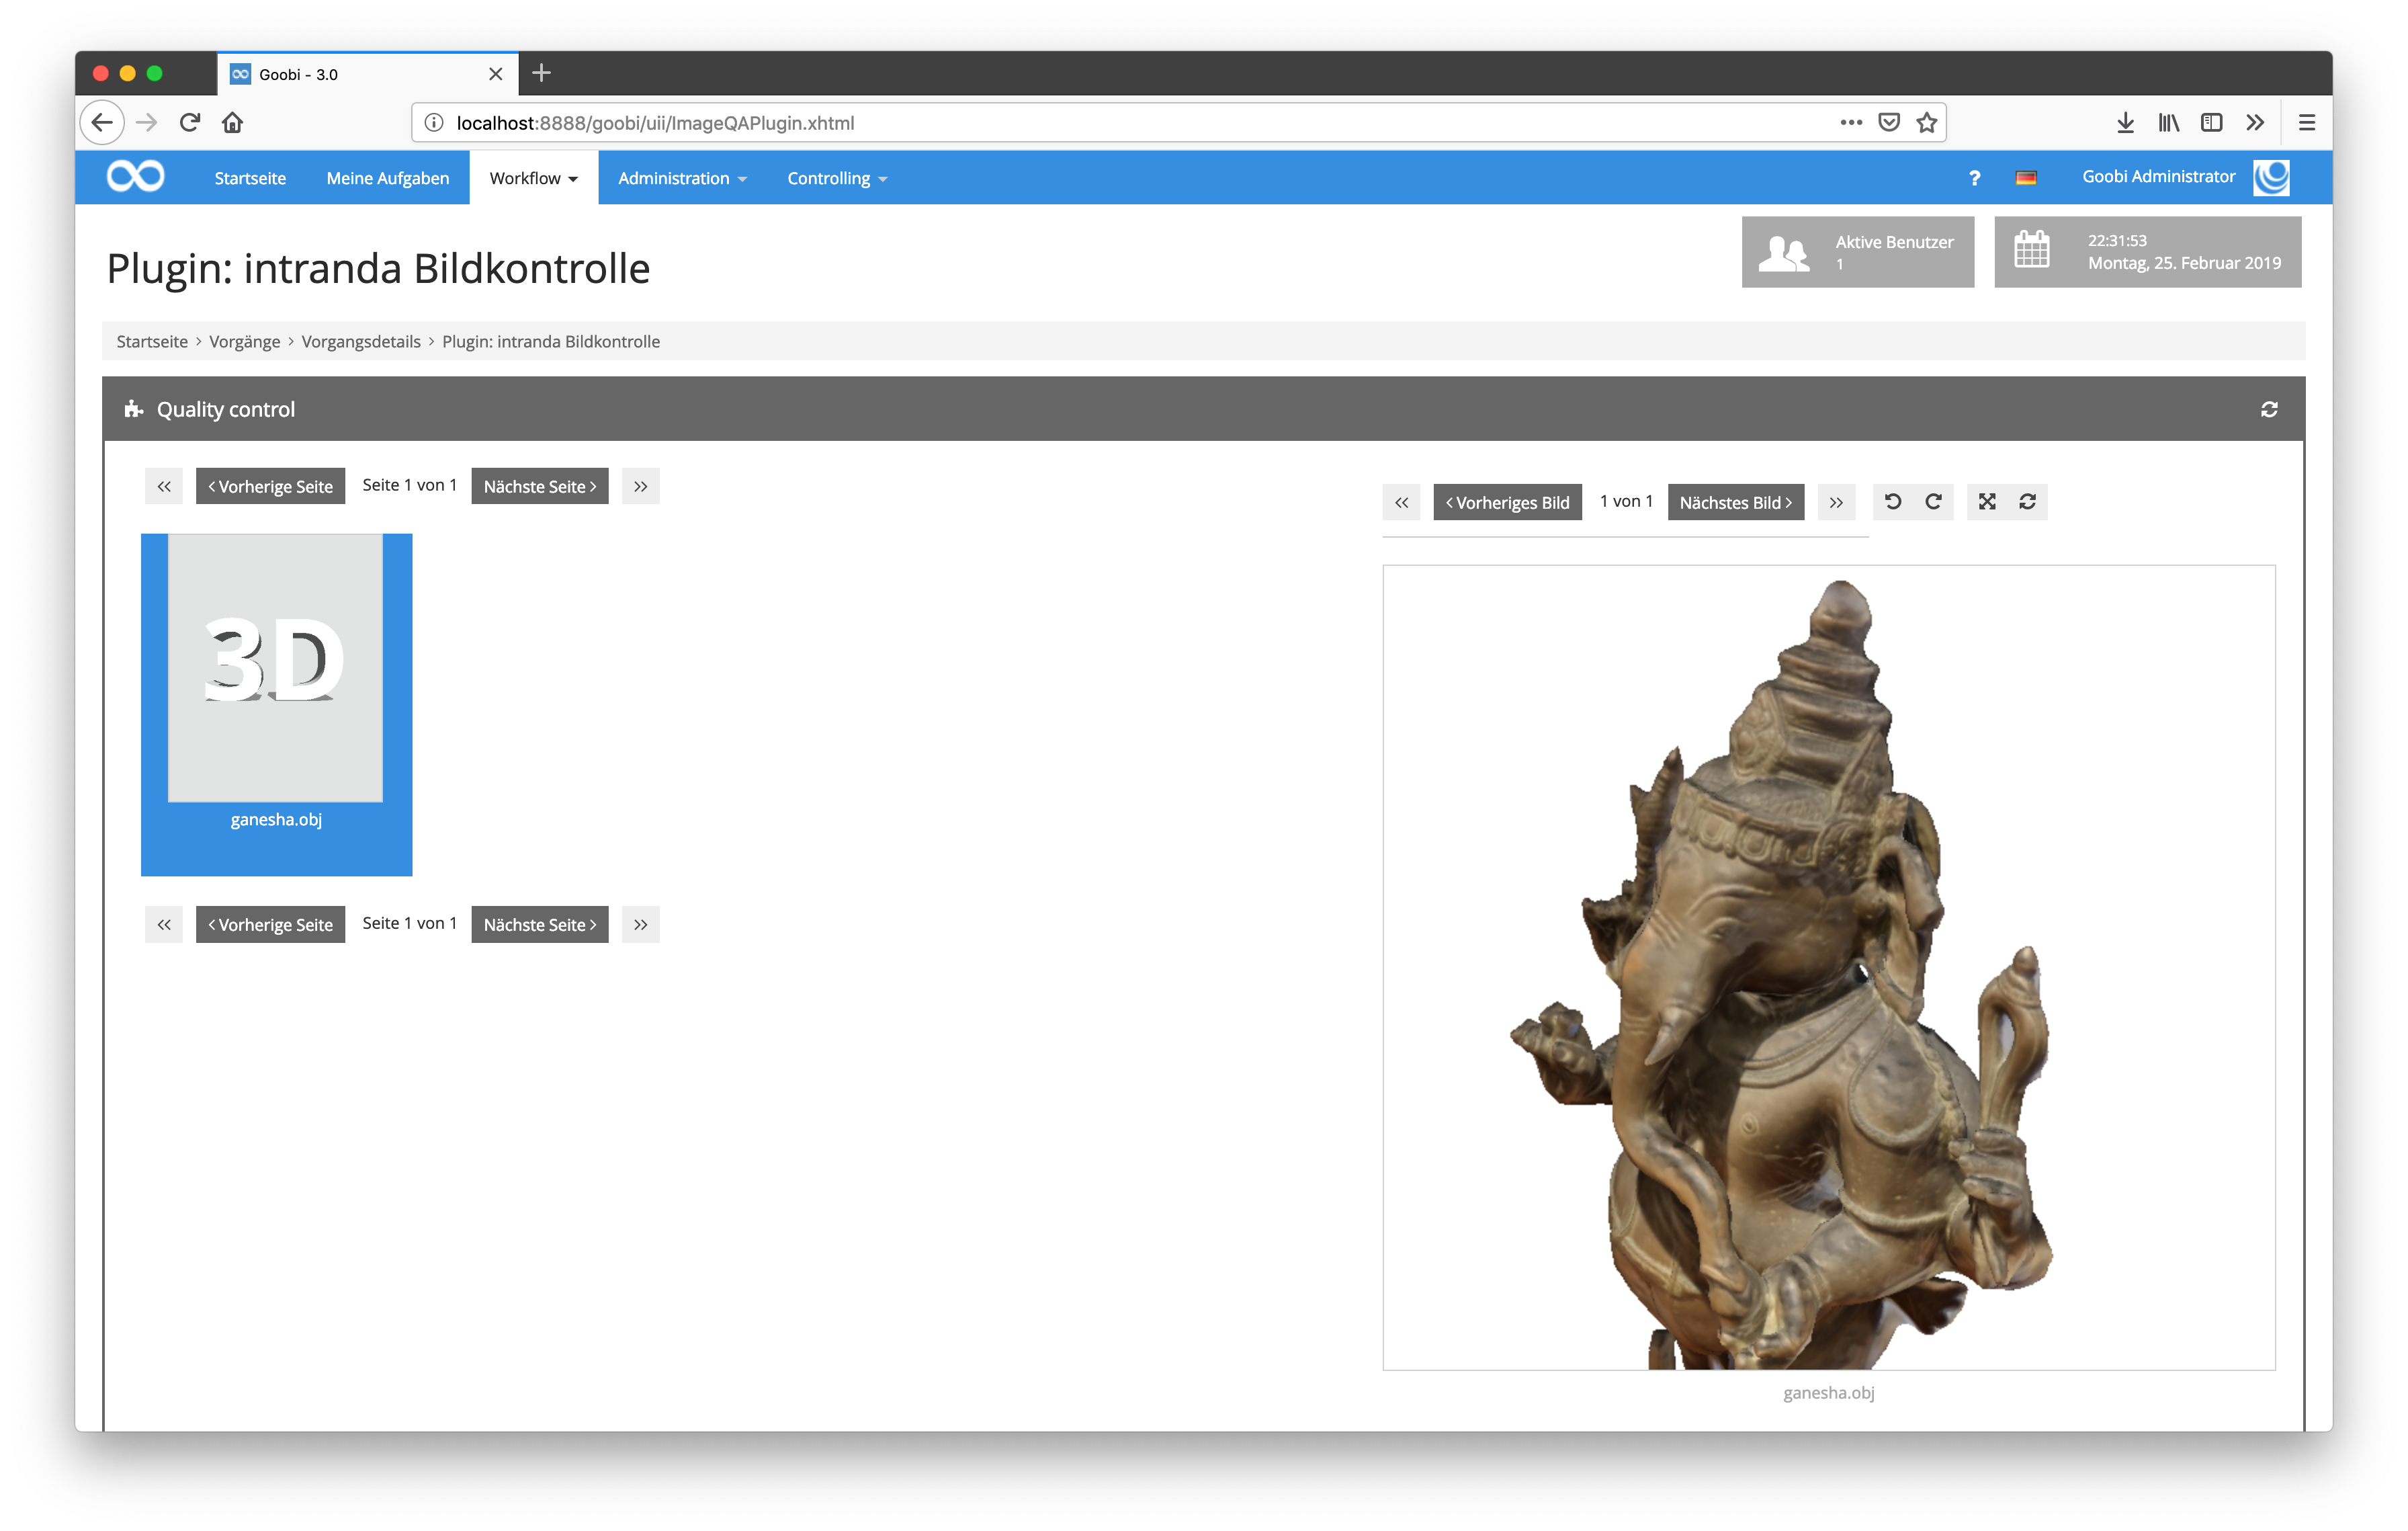 Goobi - 3.0
localhost:8888/goobi/uii/ImageQAPlugin.xhtml
Startseite Meine Aufgaben Workflow Administration Controlling ? Goobi Administrator
Plugin: intranda Bildkontrolle
Aktive Benutzer
1
22:31:53
Montag, 25. Februar 2019
Startseite > Vorgänge > Vorgangsdetails > Plugin: intranda Bildkontrolle
Quality control
« < Vorherige Seite Seite 1 von 1 Nächste Seite > »
« < Vorheriges Bild 1 von 1 Nächstes Bild > »
3D
ganesha.obj
« < Vorherige Seite Seite 1 von 1 Nächste Seite > »
ganesha.obj